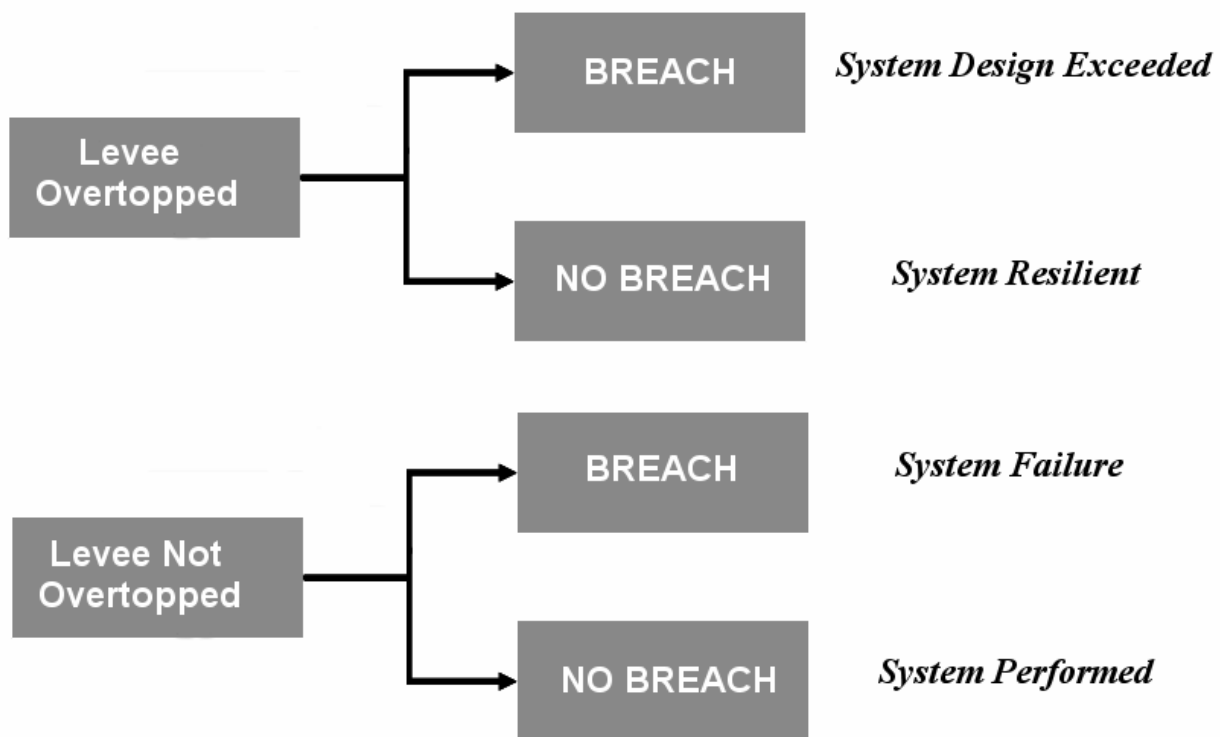 BREACH
System Design Exceeded
Levee
Overtopped
NO BREACH
System Resilient
BREACH
System Failure
Levee Not
Overtopped
NO BREACH
System Performed